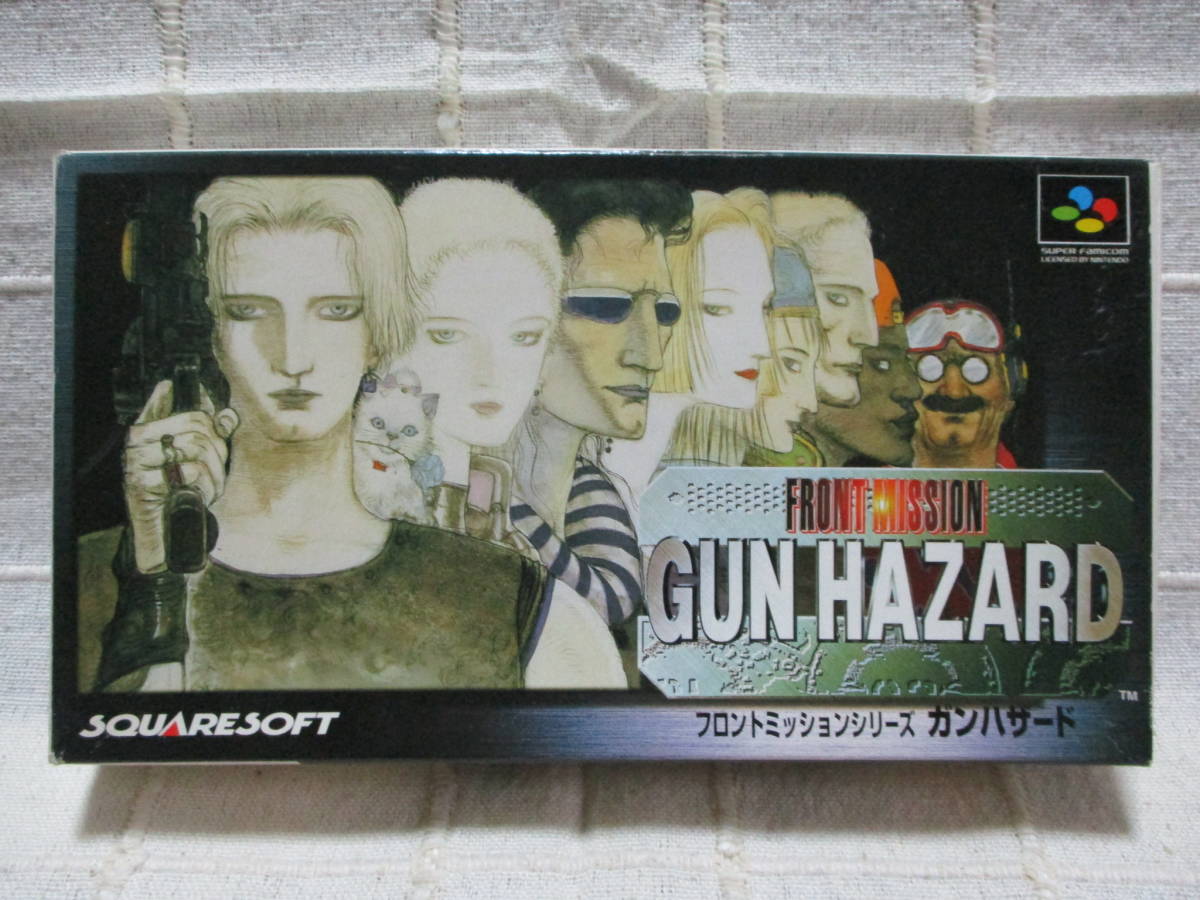 SUPER FAMICOM
LICENSED BY NINTENDO
FRONT MISSION
GUN HAZARD
TM
SQUARESOFT
フロントミッションシリーズ ガンハザード